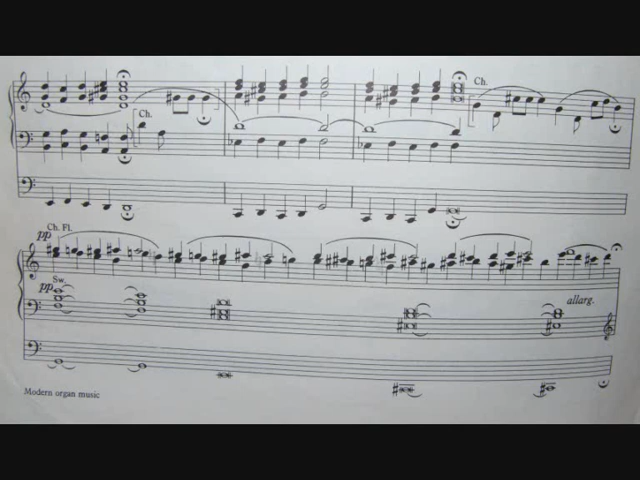 Ch.
Ch.
Ch. Fl.
pp
Sw.
pp
allarg.
Modern organ music